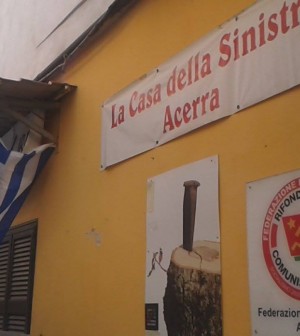 La Casa della Sinistr
Acerra
FEDERAZIONE
RIFOND
COMUNI
Federazion